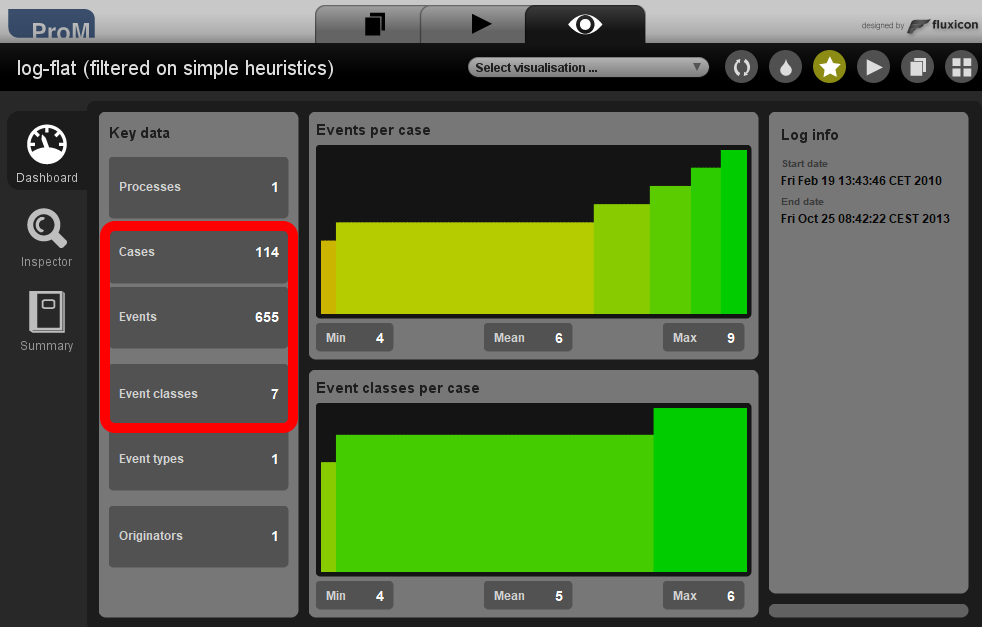 ProM
designed by fluxicon
log-flat (filtered on simple heuristics)
Select visualisation ...
Dashboard
Inspector
Summary
Key data
Processes 1
Cases 114
Events 655
Event classes 7
Event types 1
Originators 1
Events per case
Min 4 Mean 6 Max 9
Event classes per case
Min 4 Mean 5 Max 6
Log info
Start date
Fri Feb 19 13:43:46 CET 2010
End date
Fri Oct 25 08:42:22 CEST 2013